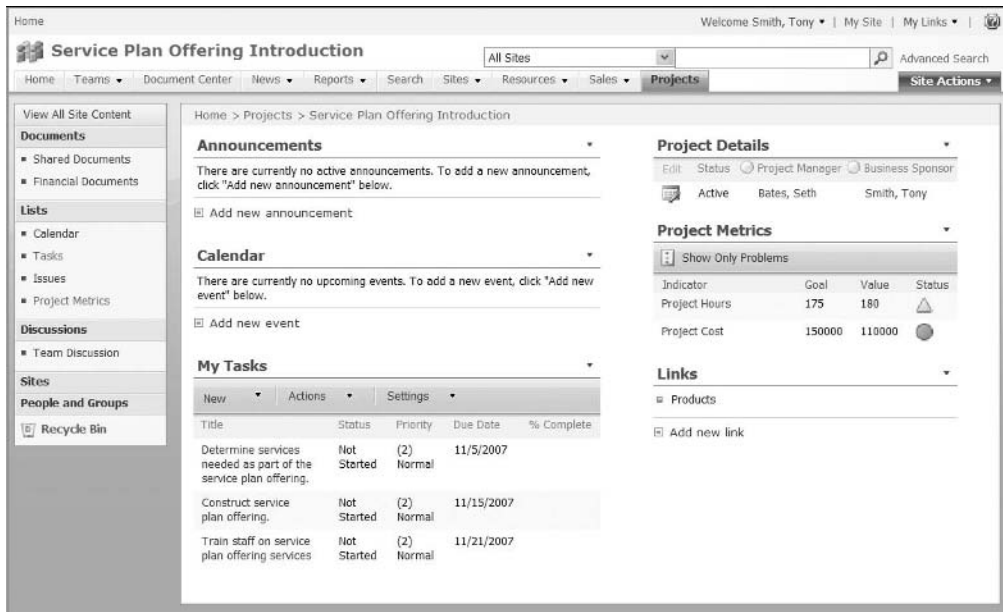 Home
Welcome Smith, Tony | My Site | My Links
Service Plan Offering Introduction
All Sites
Advanced Search
Home Teams Document Center News Reports Search Sites Resources Sales Projects
Site Actions
View All Site Content
Documents
Shared Documents
Financial Documents
Lists
Calendar
Tasks
Issues
Project Metrics
Discussions
Team Discussion
Sites
People and Groups
Recycle Bin
Home > Projects > Service Plan Offering Introduction
Announcements
There are currently no active announcements. To add a new announcement,
click "Add new announcement" below.
Add new announcement
Calendar
There are currently no upcoming events. To add a new event, click "Add new
event" below.
Add new event
My Tasks
New Actions Settings
Title Status Priority Due Date % Complete
Determine services Not (2) 11/5/2007
needed as part of the Started Normal
service plan offering.
Construct service Not (2) 11/15/2007
plan offering. Started Normal
Train staff on service Not (2) 11/21/2007
plan offering services Started Normal
Project Details
Edit Status Project Manager Business Sponsor
Active Bates, Seth Smith, Tony
Project Metrics
Show Only Problems
Indicator Goal Value Status
Project Hours 175 180
Project Cost 150000 110000
Links
Products
Add new link